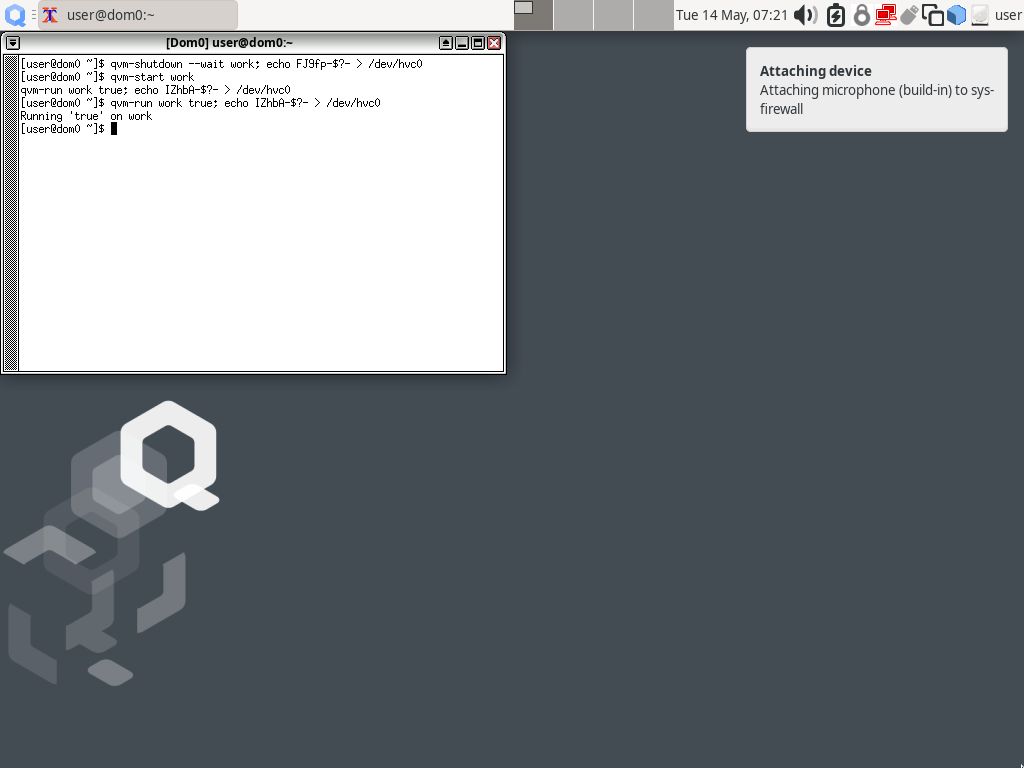 user@dom0:~
Tue 14 May, 07:21
user
[Dom0] user@dom0:~
[user@dom0 ~]$ qvm-shutdown --wait work; echo FJ9fp-$?- > /dev/hvc0
[user@dom0 ~]$ qvm-start work
qvm-run work true; echo IZhbA-$?- > /dev/hvc0
[user@dom0 ~]$ qvm-run work true; echo IZhbA-$?- > /dev/hvc0
Running 'true' on work
[user@dom0 ~]$
Attaching device
Attaching microphone (build-in) to sys-
firewall